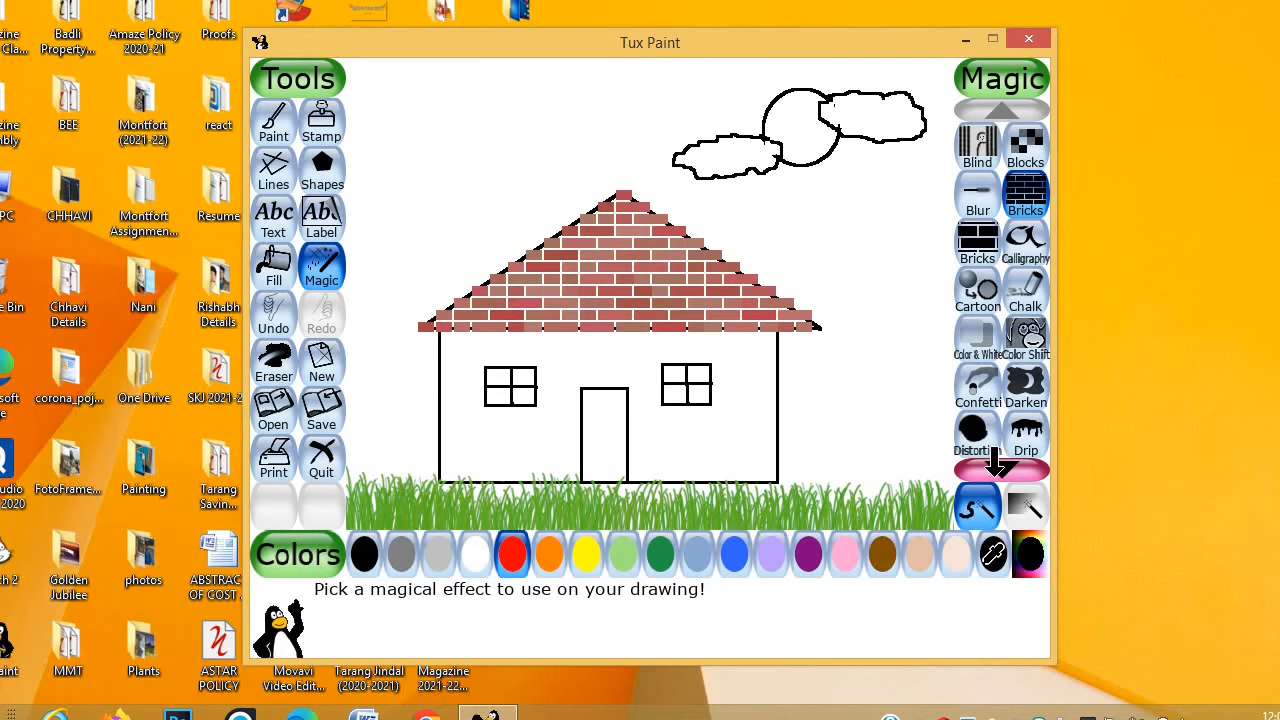 Tux Paint
Tools
Magic
Paint
Stamp
Lines
Shapes
Abc
Text
Abc
Label
Fill
Magic
Undo
Redo
Eraser
New
Open
Save
Print
Quit
Blind
Blocks
Blur
Bricks
Bricks
Calligraphy
Cartoon
Chalk
Color & White
Color Shift
Confetti
Darken
Drip
Colors
Pick a magical effect to use on your drawing!
Badli
Property...
Amaze Policy
2020-21
Proofs
BEE
Montfort
(2021-22)
react
PC
CHHAVI
Montfort
Assignmen...
Resume
Bin
Chhavi
Details
Nani
Rishabh
Details
corona_poj...
One Drive
SKJ 2021-2
2020
FotoFrame...
Painting
Tarang
Savin...
Golden
Jubilee
photos
ABSTRAC
OF COST
MMT
Plants
ASTAR
POLICY
Movavi
Video Edit...
Tarang Jindal
(2020-2021)
Magazine
2021-22...